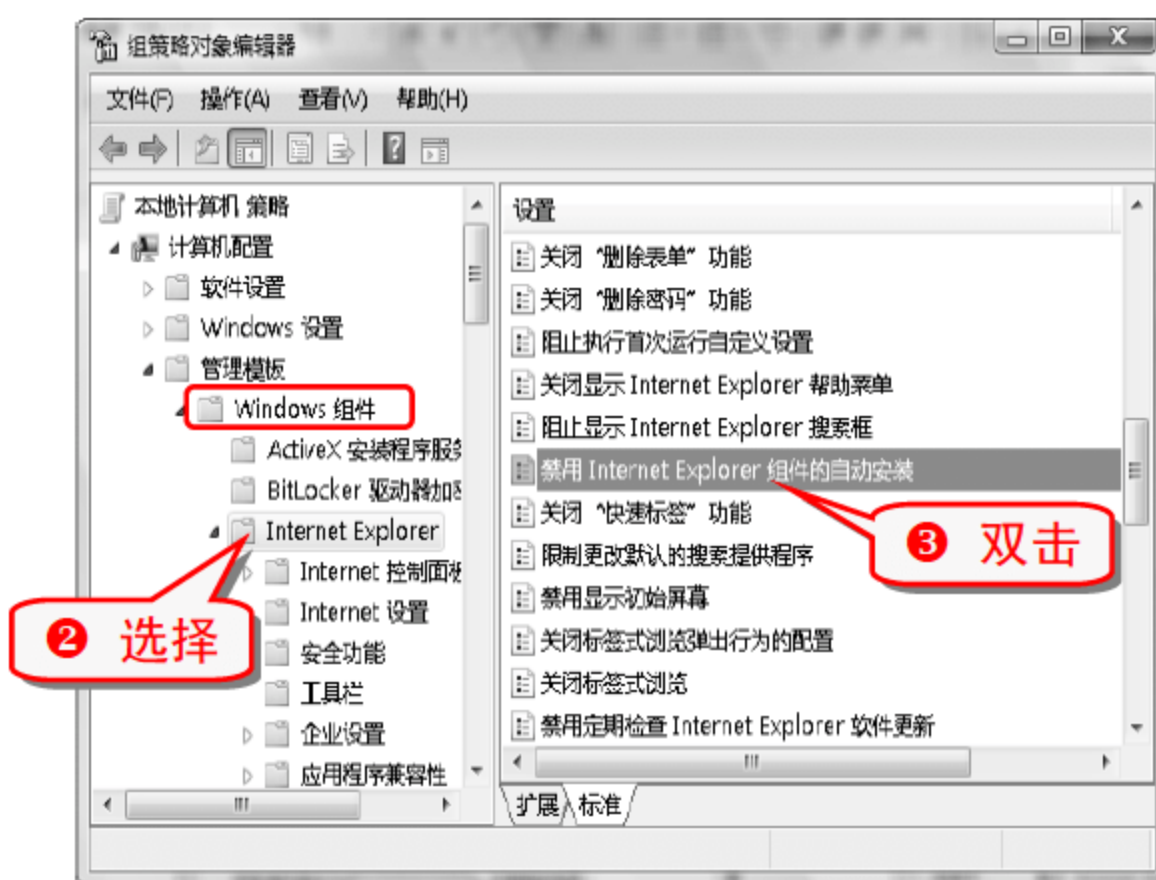 组策略对象编辑器
文件(F) 操作(A) 查看(V) 帮助(H)
本地计算机 策略
计算机配置
软件设置
Windows 设置
管理模板
Windows 组件
ActiveX 安装程序服务
BitLocker 驱动器加密
Internet Explorer
Internet 控制面板
Internet 设置
安全功能
工具栏
企业设置
应用程序兼容性
❷ 选择
设置
关闭“删除表单”功能
关闭“删除密码”功能
阻止执行首次运行自定义设置
关闭显示 Internet Explorer 帮助菜单
阻止显示 Internet Explorer 搜索框
禁用 Internet Explorer 组件的自动安装
关闭“快速标签”功能
限制更改默认的搜索提供程序
禁用显示初始屏幕
关闭标签式浏览弹出行为的配置
关闭标签式浏览
禁用定期检查 Internet Explorer 软件更新
❸ 双击
扩展 标准